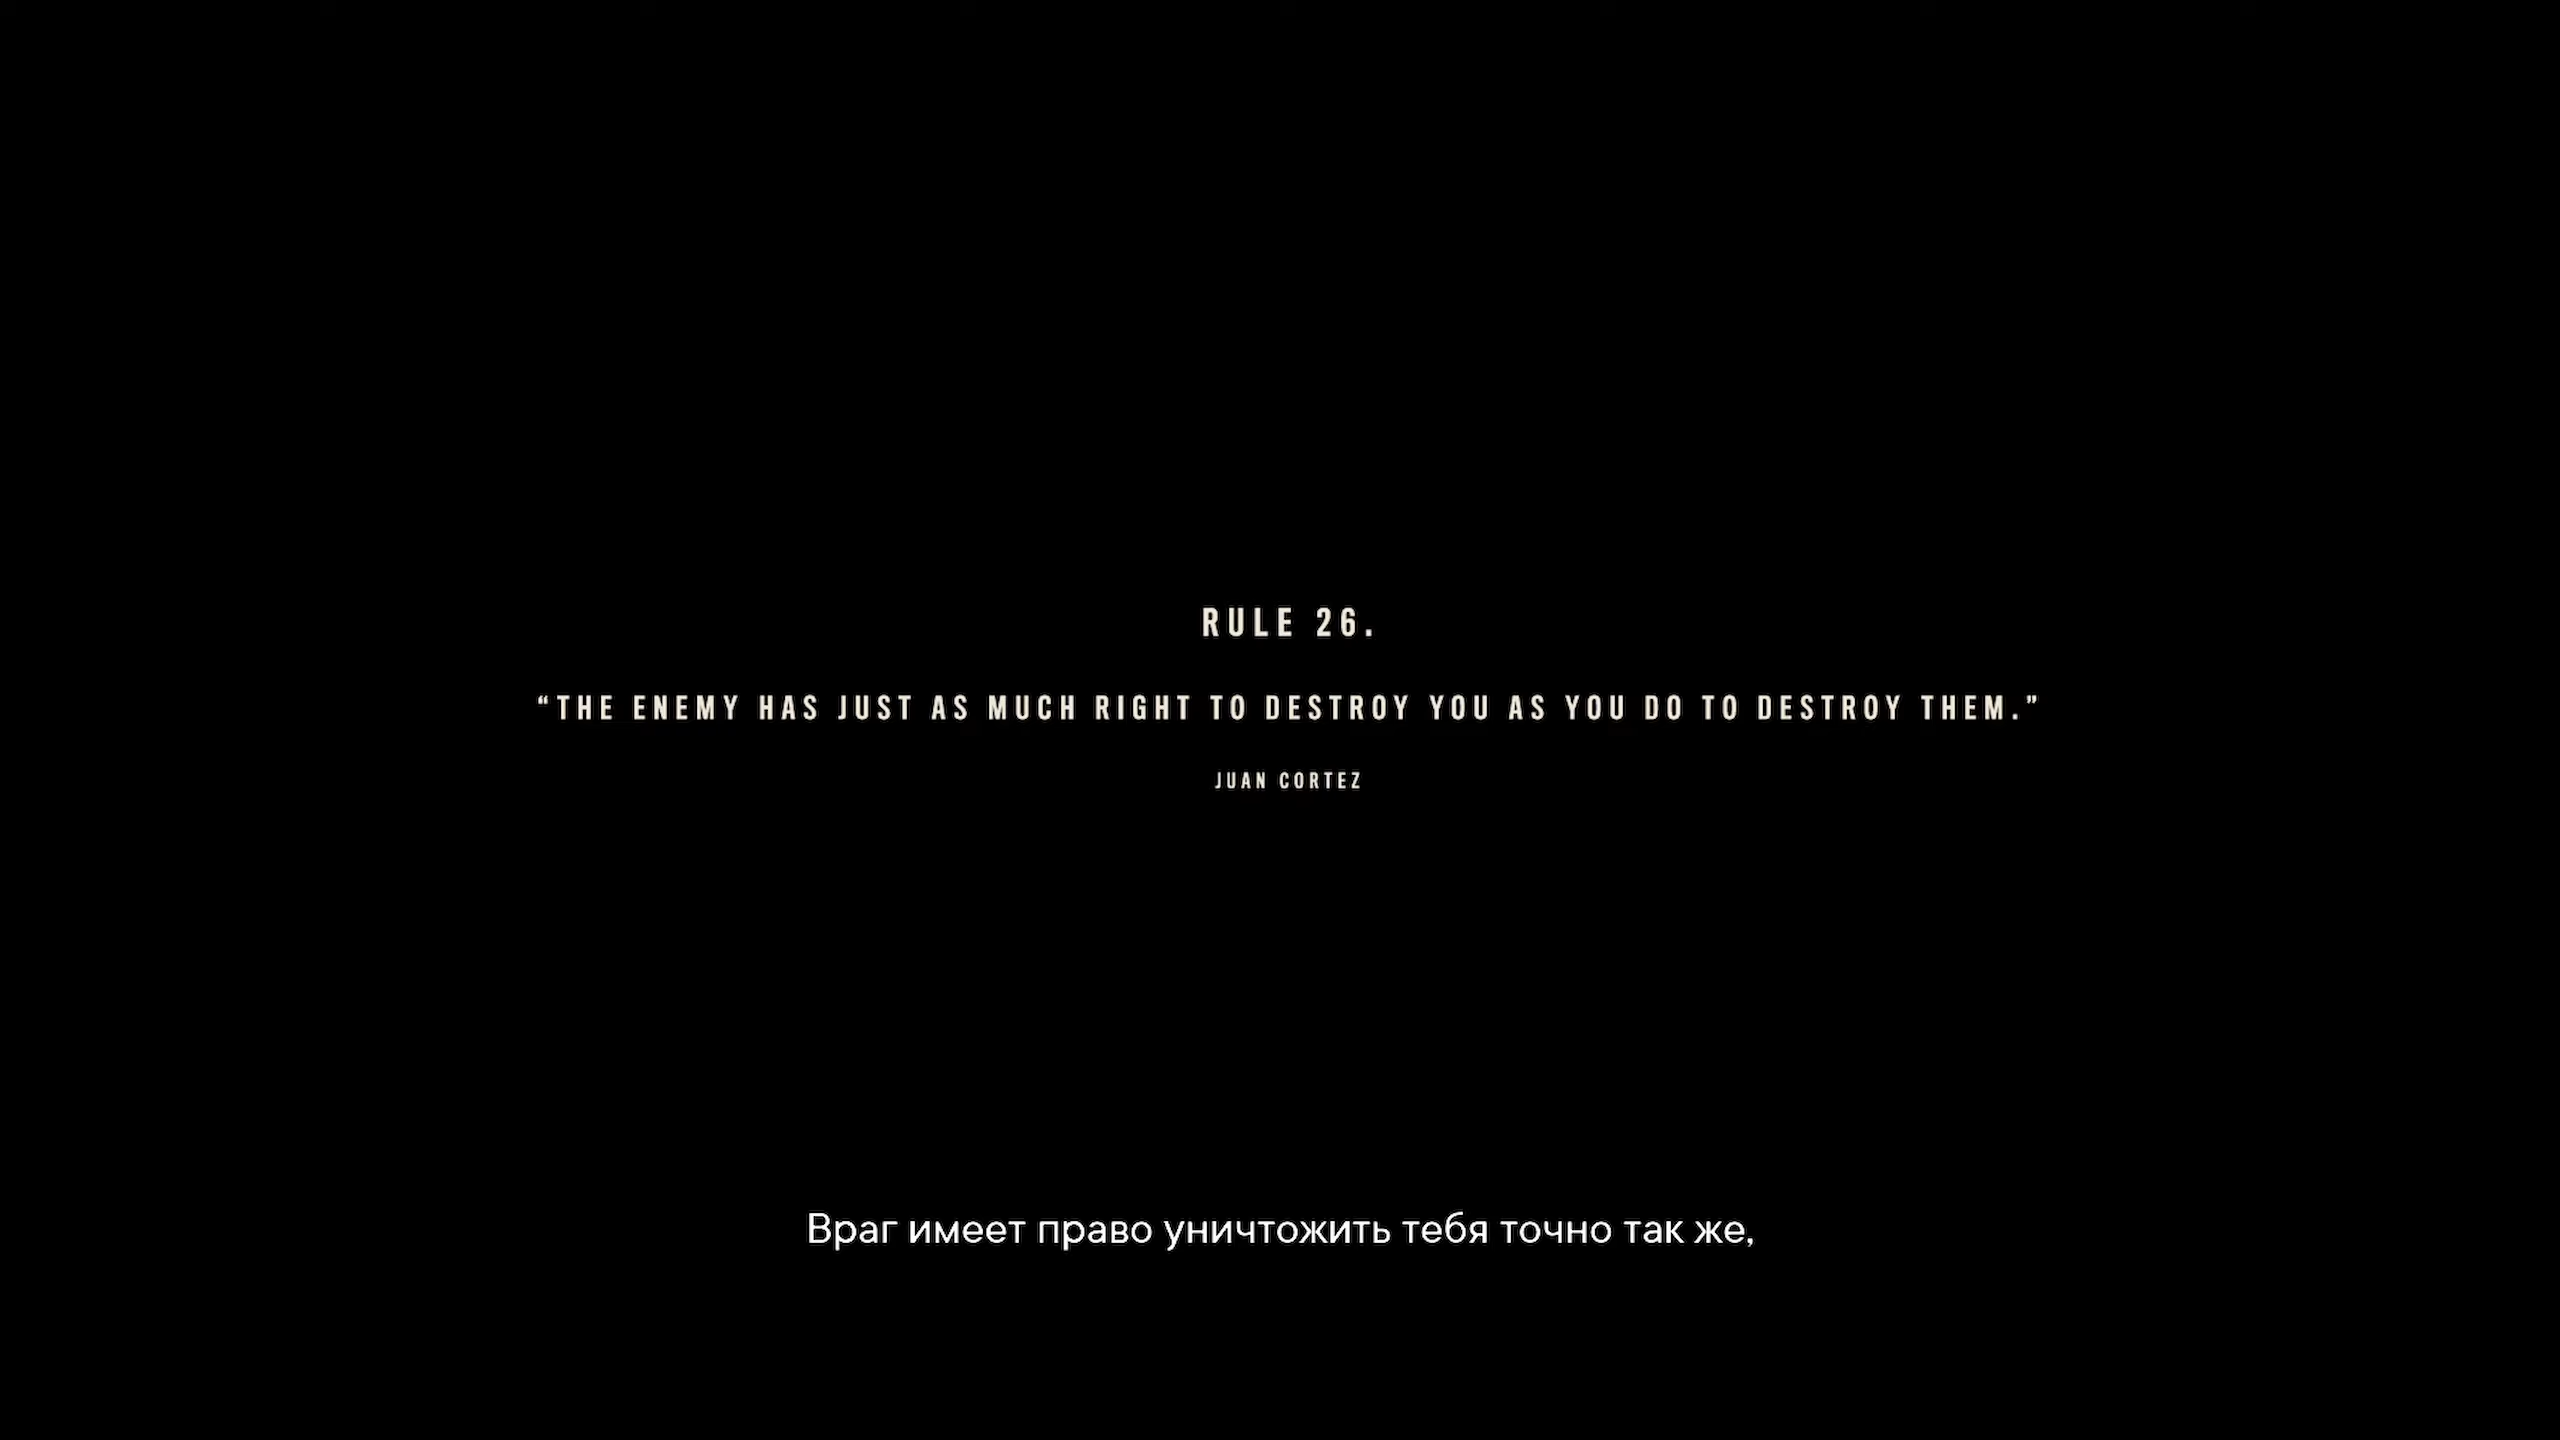 RULE 26.
“THE ENEMY HAS JUST AS MUCH RIGHT TO DESTROY YOU AS YOU DO TO DESTROY THEM.”
JUAN CORTEZ
Враг имеет право уничтожить тебя точно так же,